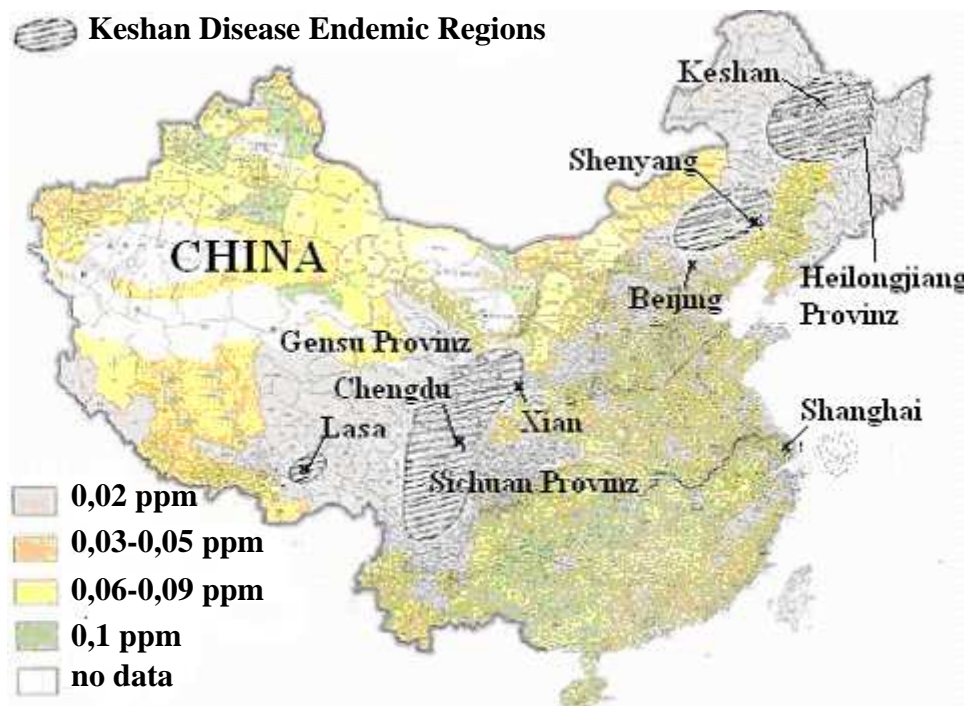 Keshan Disease Endemic Regions
Keshan
Shenyang
CHINA
Beijing
Heilongjiang
Provinz
Gensu Provinz
Chengdu
Xian
Shanghai
Lasa
Sichuan Provinz
0,02 ppm
0,03-0,05 ppm
0,06-0,09 ppm
0,1 ppm
no data